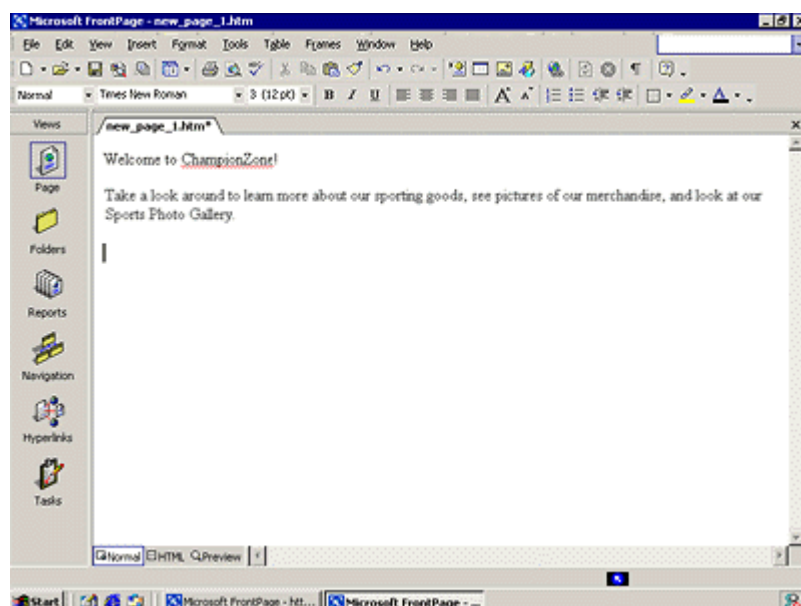 Microsoft FrontPage - new_page_1.htm
File Edit View Insert Format Tools Table Frames Window Help
Normal Times New Roman 3 (12 pt) B I U A A A
Views new_page_1.htm*
Welcome to ChampionZone!
Take a look around to learn more about our sporting goods, see pictures of our merchandise, and look at our
Sports Photo Gallery.
Page
Folders
Reports
Navigation
Hyperlinks
Tasks
Normal HTML Preview
Start Microsoft FrontPage - htt... Microsoft FrontPage - ...